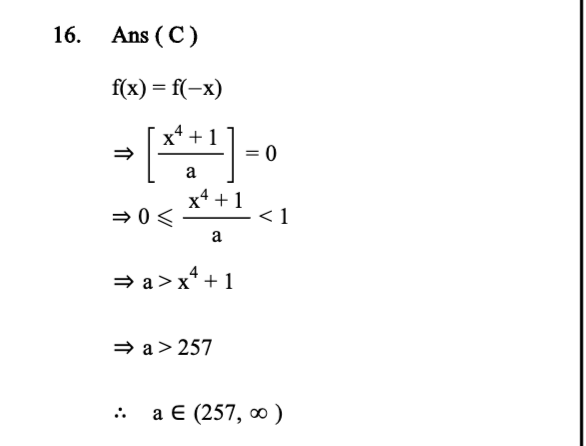 16. Ans ( C )
f(x) = f(−x)
⇒ [ (x⁴ + 1) / a ] = 0
⇒ 0 ⩽ (x⁴ + 1) / a < 1
⇒ a > x⁴ + 1
⇒ a > 257
∴ a ∈ (257, ∞ )